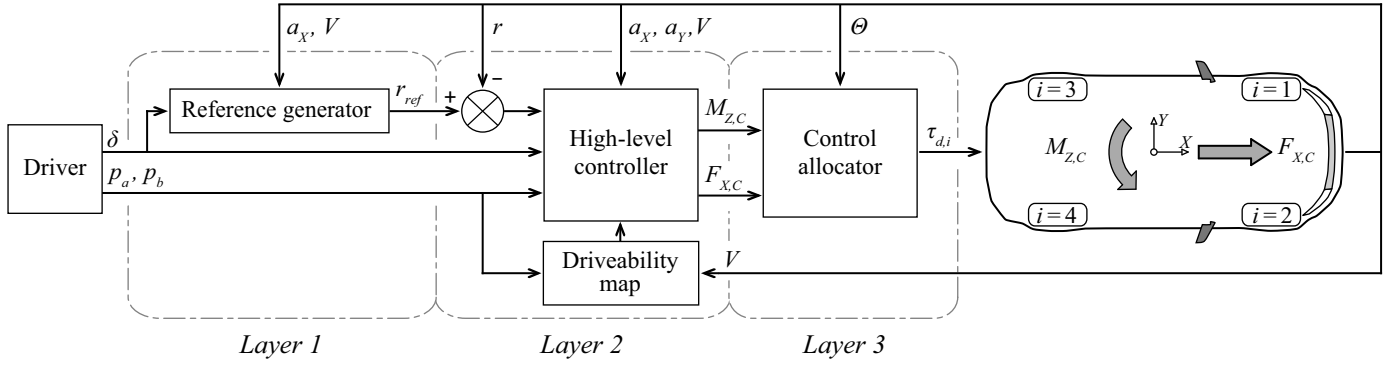 a_X, V
r
a_X, a_Y, V
Θ
Reference generator
r_ref
+
−
Driver
δ
p_a, p_b
High-level
controller
M_Z,C
F_X,C
Control
allocator
τ_d,i
i = 3
i = 1
M_Z,C
Y
X
F_X,C
i = 4
i = 2
Driveability
map
V
Layer 1
Layer 2
Layer 3